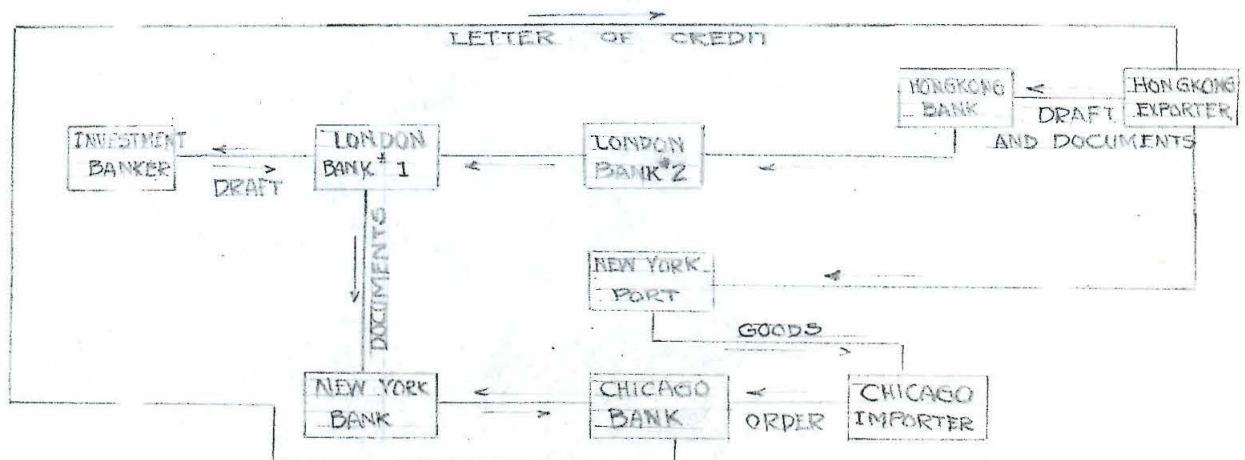 LETTER OF CREDIT
HONGKONG
BANK
HONGKONG
EXPORTER
DRAFT
AND DOCUMENTS
INVESTMENT
BANKER
DRAFT
LONDON
BANK #1
LONDON
BANK #2
DOCUMENTS
NEW YORK
PORT
GOODS
NEW YORK
BANK
CHICAGO
BANK
ORDER
CHICAGO
IMPORTER